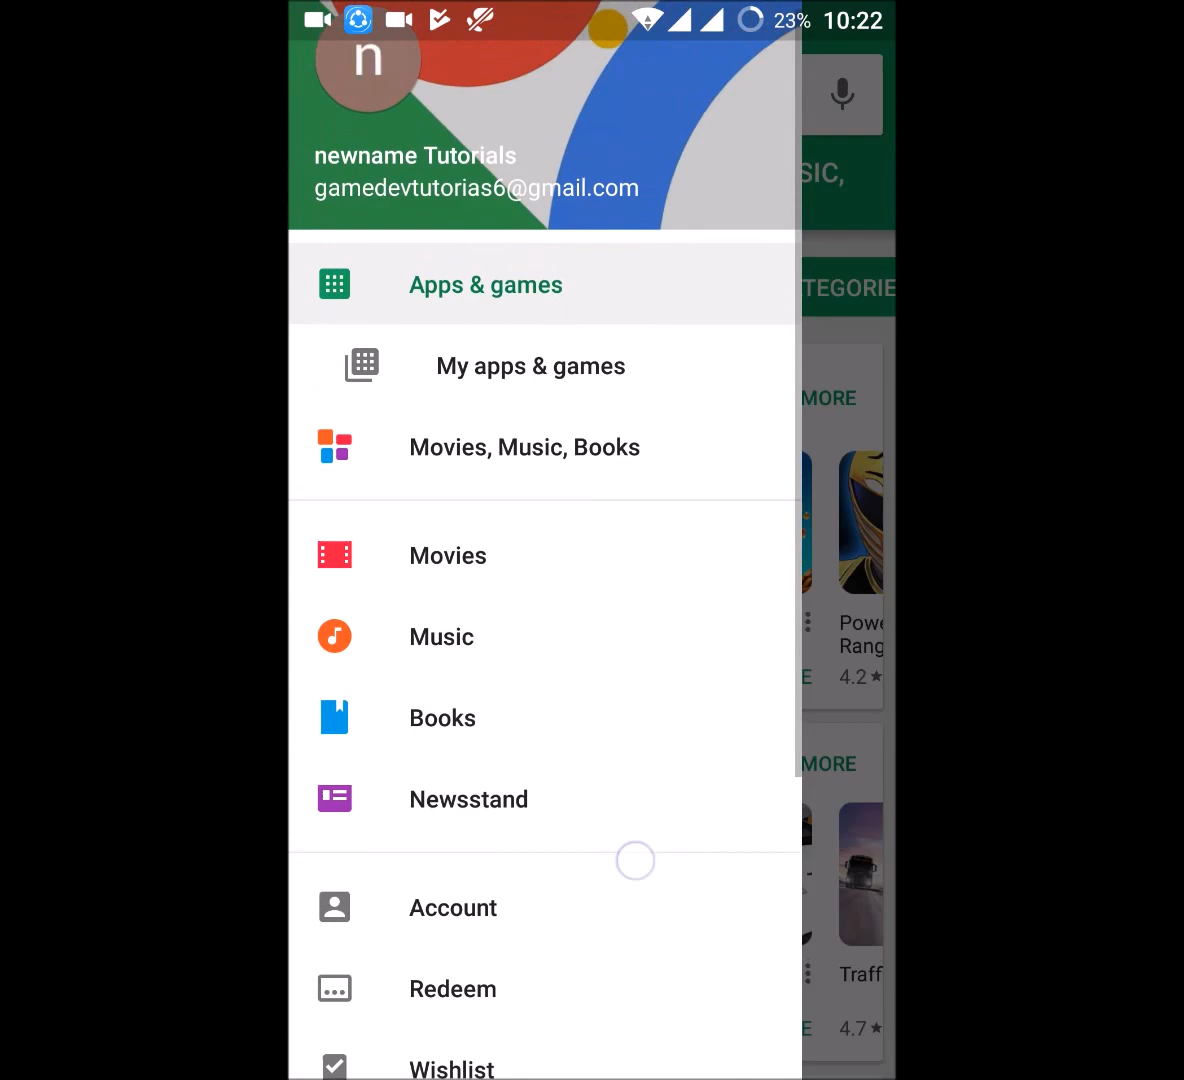 23% 10:22
n
newname Tutorials
gamedevtutorias6@gmail.com
SIC,
Apps & games
TEGORIE
My apps & games
MORE
Movies, Music, Books
Movies
Powe
Rang
Music
E 4.2★
Books
MORE
Newsstand
Account
Traff
Redeem
E 4.7★
Wishlist